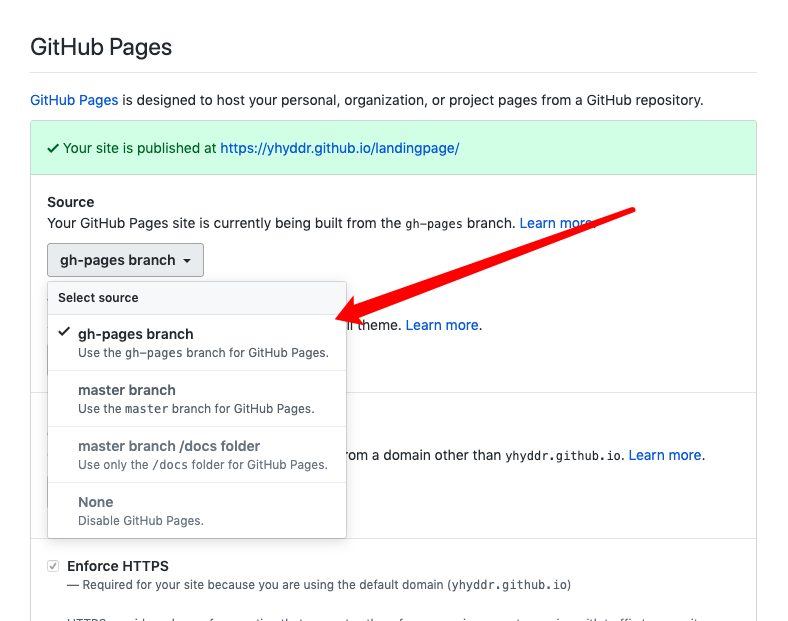 GitHub Pages
GitHub Pages is designed to host your personal, organization, or project pages from a GitHub repository.
Your site is published at https://yhyddr.github.io/landingpage/
Source
Your GitHub Pages site is currently being built from the gh-pages branch. Learn more.
gh-pages branch
Select source
theme. Learn more.
gh-pages branch
Use the gh-pages branch for GitHub Pages.
master branch
Use the master branch for GitHub Pages.
master branch /docs folder
om a domain other than yhyddr.github.io. Learn more.
Use only the /docs folder for GitHub Pages.
None
Disable GitHub Pages.
Enforce HTTPS
— Required for your site because you are using the default domain (yhyddr.github.io)